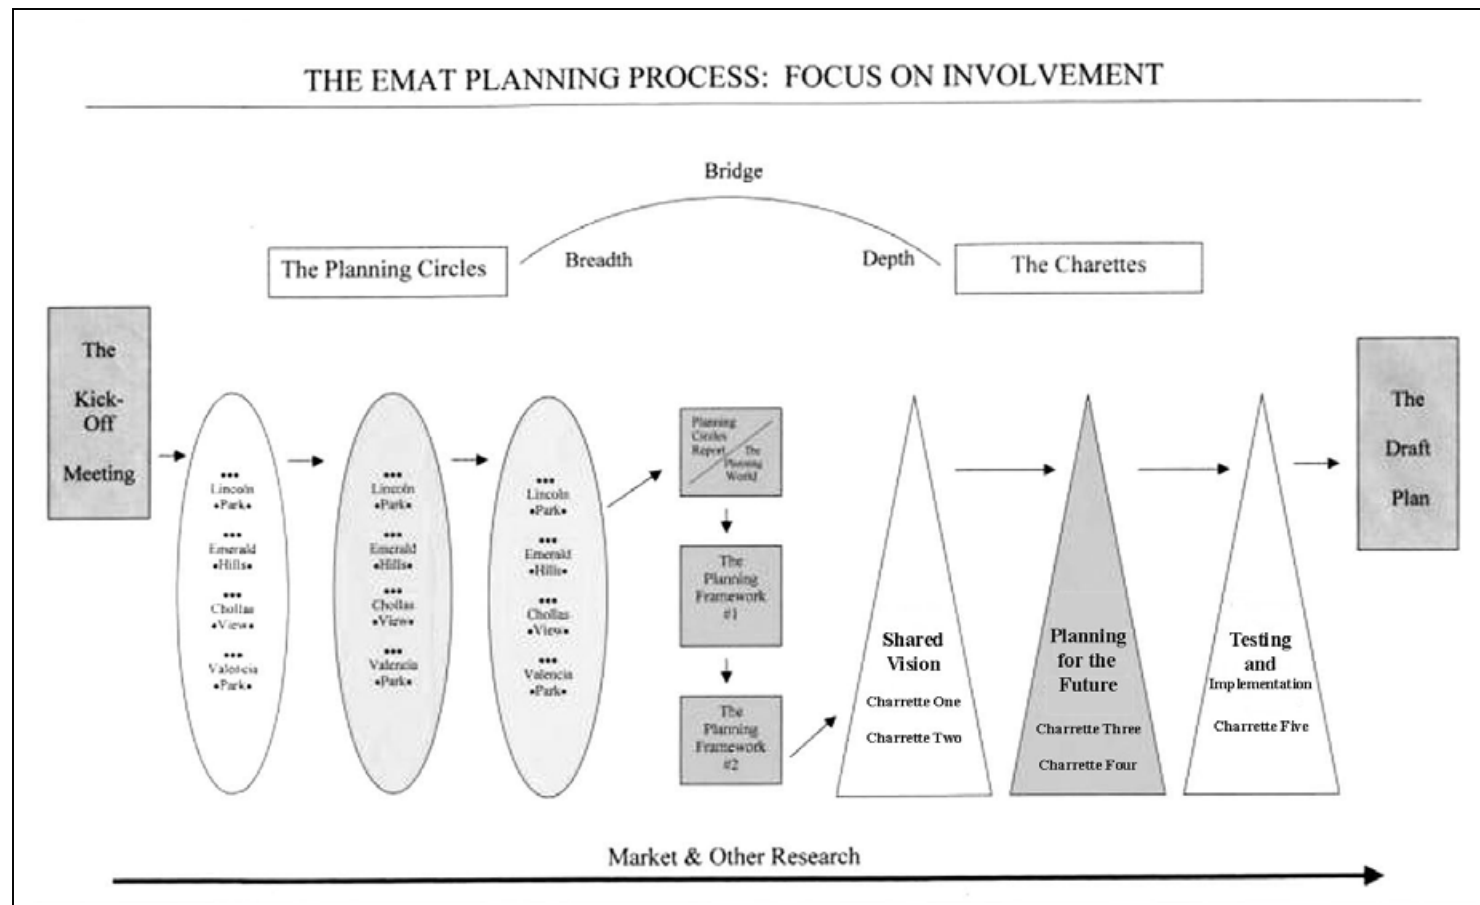 THE EMAT PLANNING PROCESS: FOCUS ON INVOLVEMENT
Bridge
The Planning Circles
Breadth
Depth
The Charettes
The
Kick-
Off
Meeting
•••
Lincoln
•Park•
•••
Emerald
•Hills•
•••
Chollas
•View•
•••
Valencia
•Park•
•••
Lincoln
•Park•
•••
Emerald
•Hills•
•••
Chollas
•View•
•••
Valencia
•Park•
•••
Lincoln
•Park•
•••
Emerald
•Hills•
•••
Chollas
•View•
•••
Valencia
•Park•
Planning
Circles
Report
The
Planning
World
The
Planning
Framework
#1
The
Planning
Framework
#2
Shared
Vision
Charrette One
Charrette Two
Planning
for the
Future
Charrette Three
Charrette Four
Testing
and
Implementation
Charrette Five
The
Draft
Plan
Market & Other Research